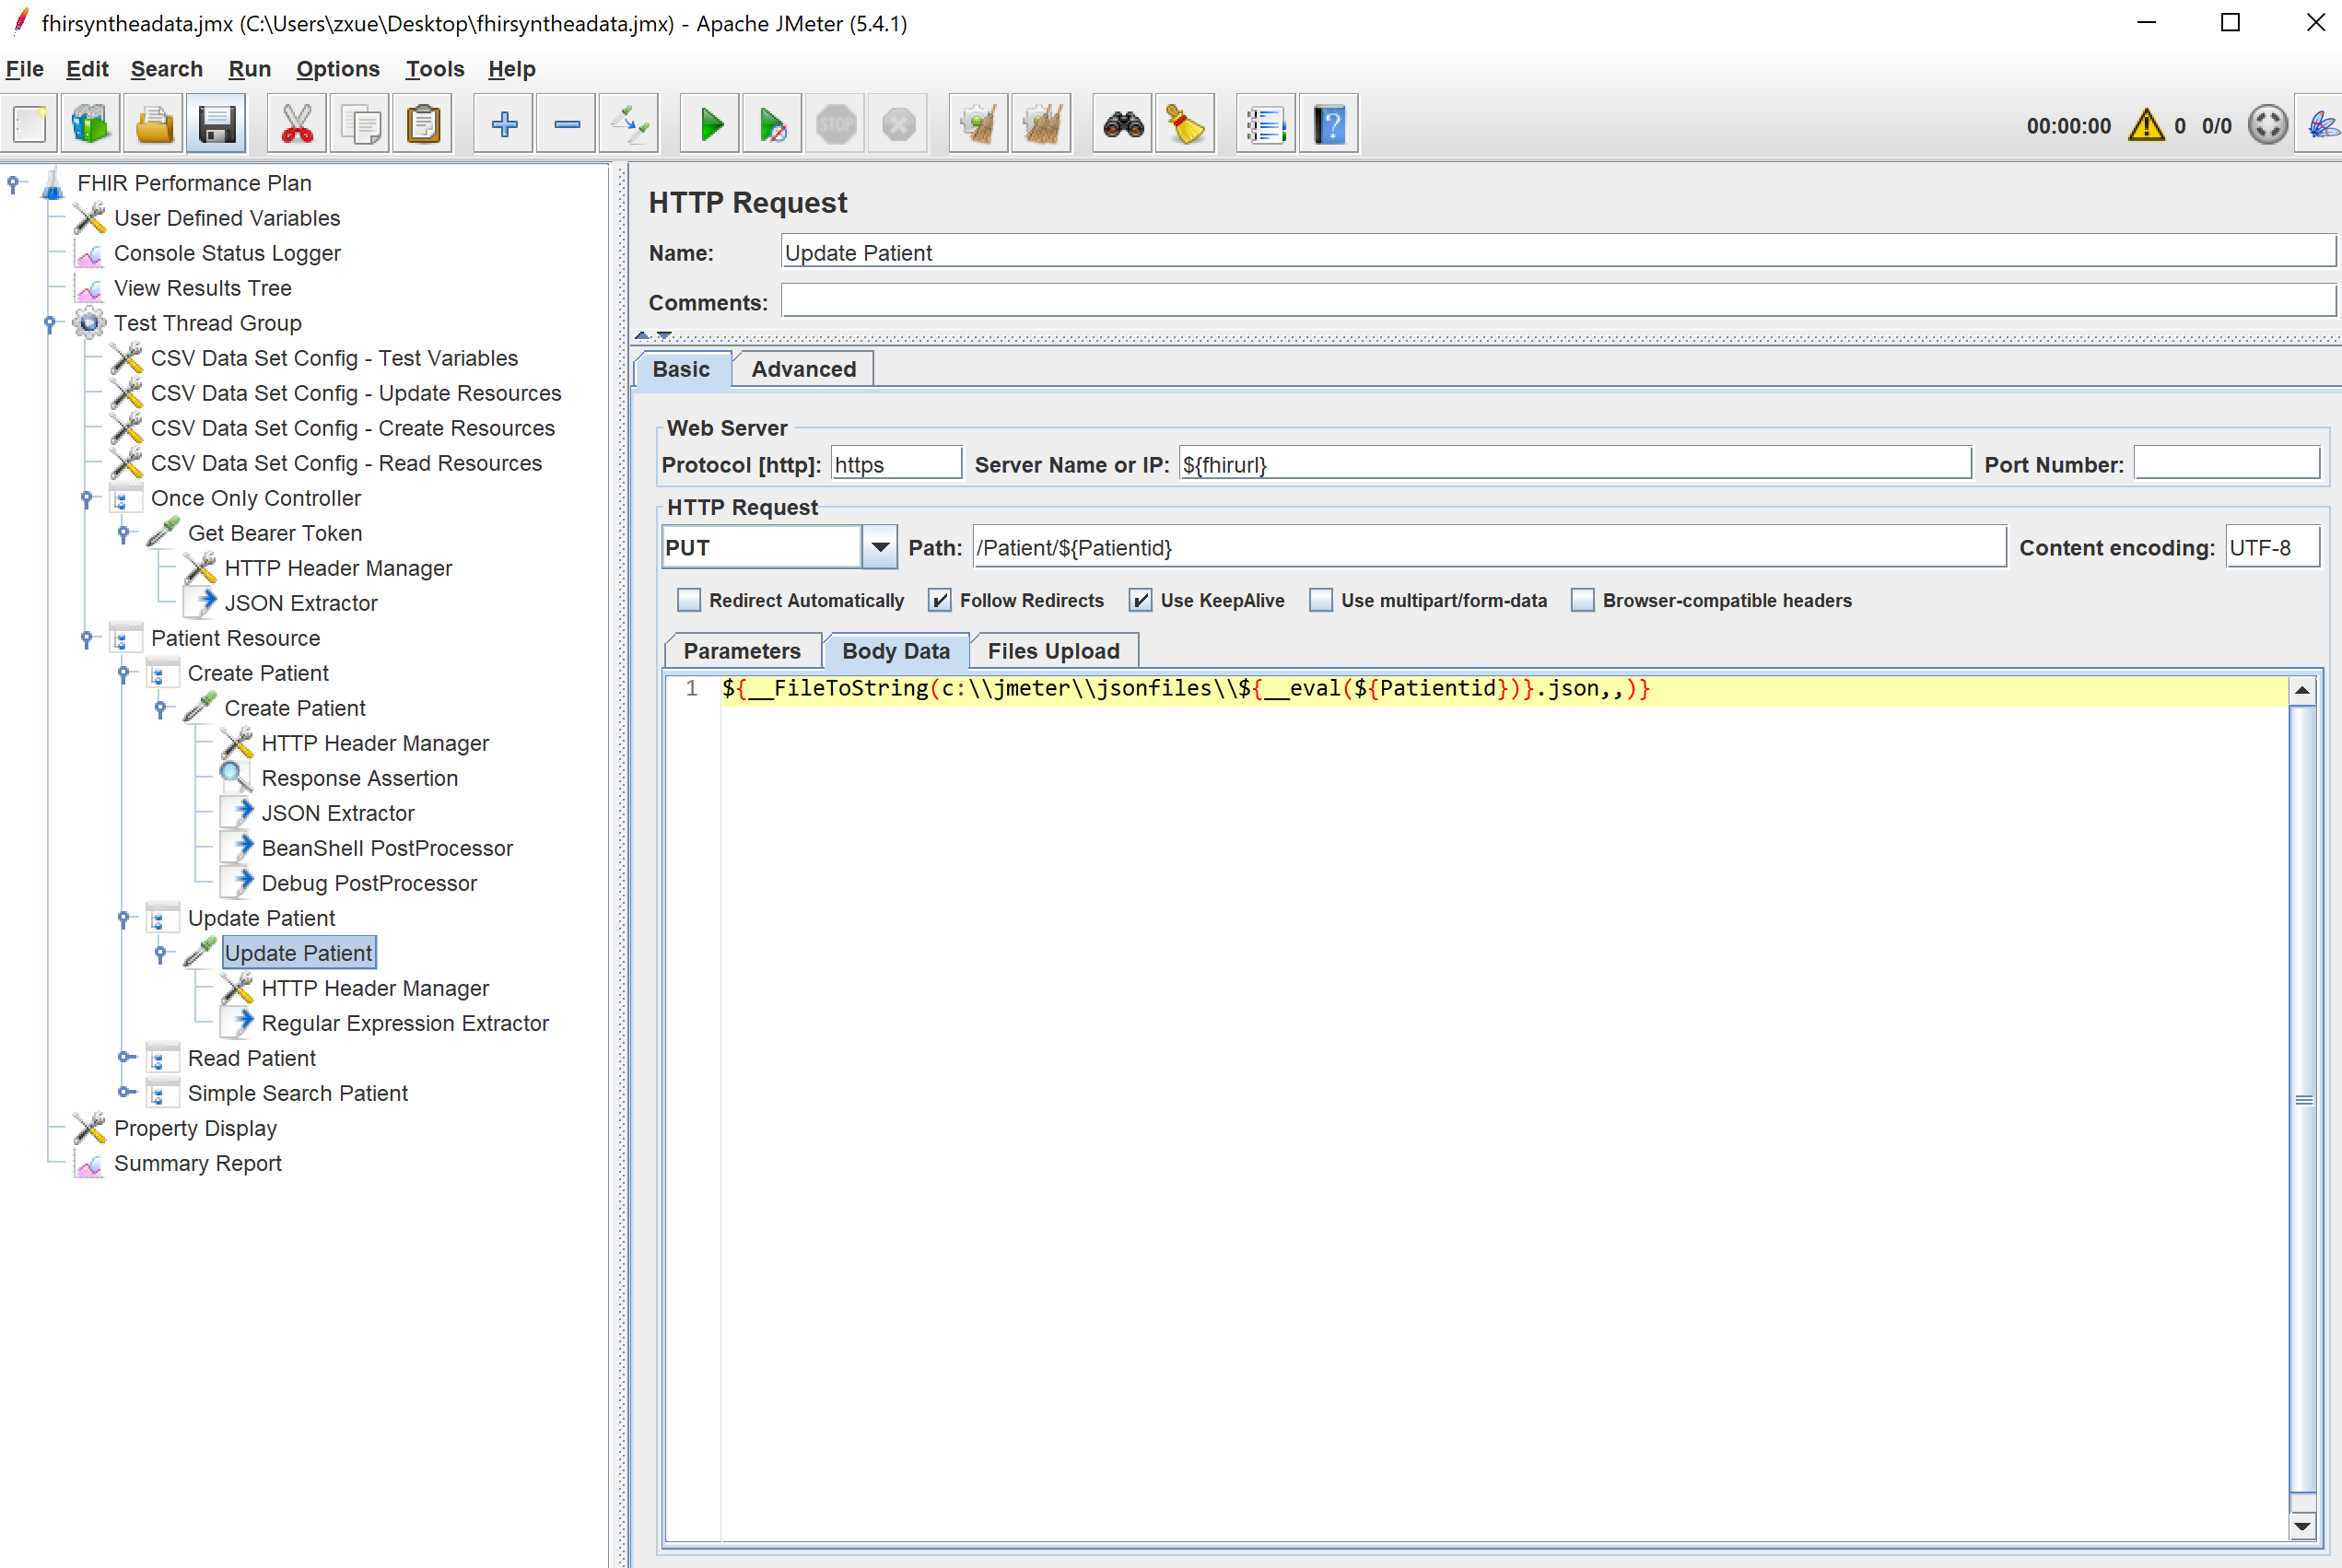 fhirsyntheadata.jmx (C:\Users\zxue\Desktop\fhirsyntheadata.jmx) - Apache JMeter (5.4.1)
File Edit Search Run Options Tools Help
STOP
00:00:00 0 0/0
FHIR Performance Plan
User Defined Variables
Console Status Logger
View Results Tree
Test Thread Group
CSV Data Set Config - Test Variables
CSV Data Set Config - Update Resources
CSV Data Set Config - Create Resources
CSV Data Set Config - Read Resources
Once Only Controller
Get Bearer Token
HTTP Header Manager
JSON Extractor
Patient Resource
Create Patient
Create Patient
HTTP Header Manager
Response Assertion
JSON Extractor
BeanShell PostProcessor
Debug PostProcessor
Update Patient
Update Patient
HTTP Header Manager
Regular Expression Extractor
Read Patient
Simple Search Patient
Property Display
Summary Report
HTTP Request
Name: Update Patient
Comments:
Basic Advanced
Web Server
Protocol [http]: https Server Name or IP: ${fhirurl} Port Number:
HTTP Request
PUT Path: /Patient/${Patientid} Content encoding: UTF-8
Redirect Automatically Follow Redirects Use KeepAlive Use multipart/form-data Browser-compatible headers
Parameters Body Data Files Upload
1 ${__FileToString(c:\\jmeter\\jsonfiles\\${__eval(${Patientid})}.json,,)}